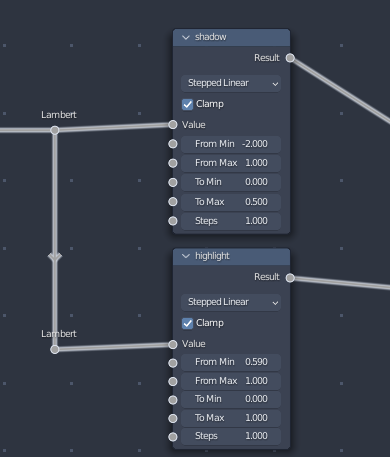 shadow
Result
Stepped Linear
Clamp
Lambert
Value
From Min -2.000
From Max 1.000
To Min 0.000
To Max 0.500
Steps 1.000
highlight
Result
Stepped Linear
Clamp
Lambert
Value
From Min 0.590
From Max 1.000
To Min 0.000
To Max 1.000
Steps 1.000